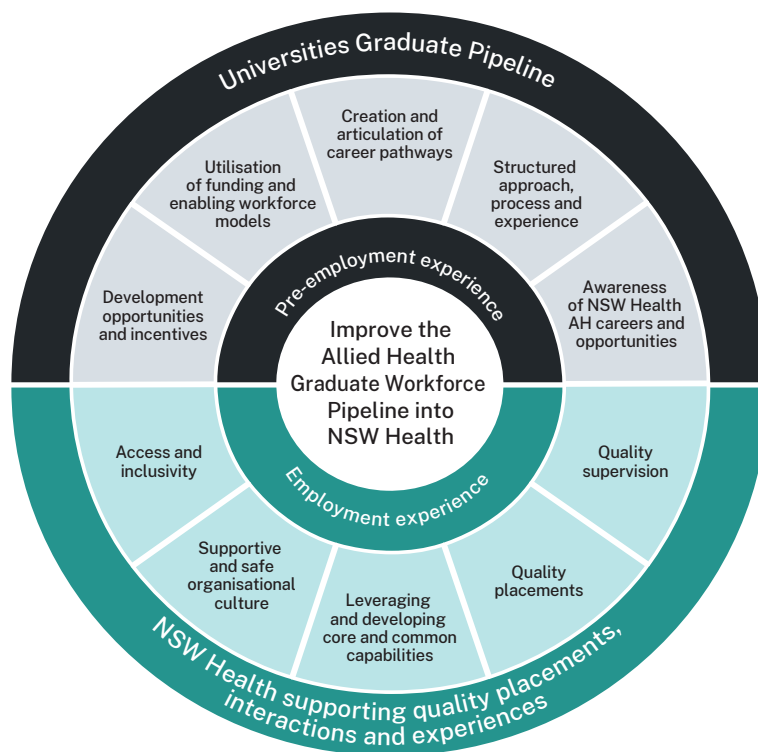 Universities Graduate Pipeline
Creation and
articulation of
career pathways
Utilisation
of funding and
enabling workforce
models
Structured
approach,
process and
experience
Development
opportunities
and incentives
Awareness
of NSW Health
AH careers and
opportunities
Pre-employment experience
Improve the
Allied Health
Graduate Workforce
Pipeline into
NSW Health
Employment experience
Access and
inclusivity
Quality
supervision
Supportive
and safe
organisational
culture
Quality
placements
Leveraging
and developing
core and common
capabilities
NSW Health supporting quality placements,
interactions and experiences